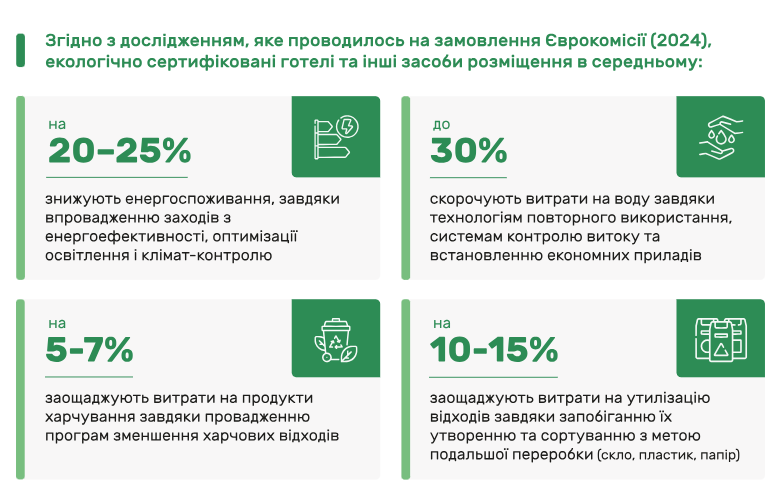 Згідно з дослідженням, яке проводилось на замовлення Єврокомісії (2024),
екологічно сертифіковані готелі та інші засоби розміщення в середньому:
на
20–25%
знижують енергоспоживання, завдяки
впровадженню заходів з
енергоефективності, оптимізації
освітлення і клімат-контролю
до
30%
скорочують витрати на воду завдяки
технологіям повторного використання,
системам контролю витоку та
встановленню економних приладів
на
5-7%
заощаджують витрати на продукти
харчування завдяки провадженню
програм зменшення харчових відходів
на
10-15%
заощаджують витрати на утилізацію
відходів завдяки запобіганню їх
утворенню та сортуванню з метою
подальшої переробки (скло, пластик, папір)